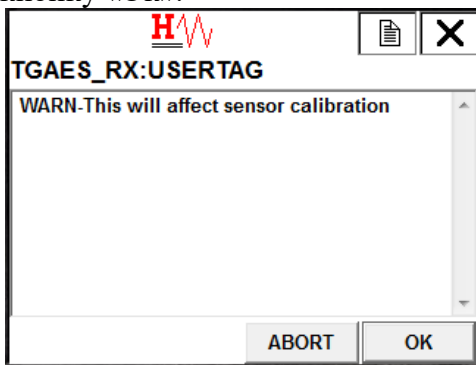 H
TGAES_RX:USERTAG
WARN-This will affect sensor calibration
ABORT OK